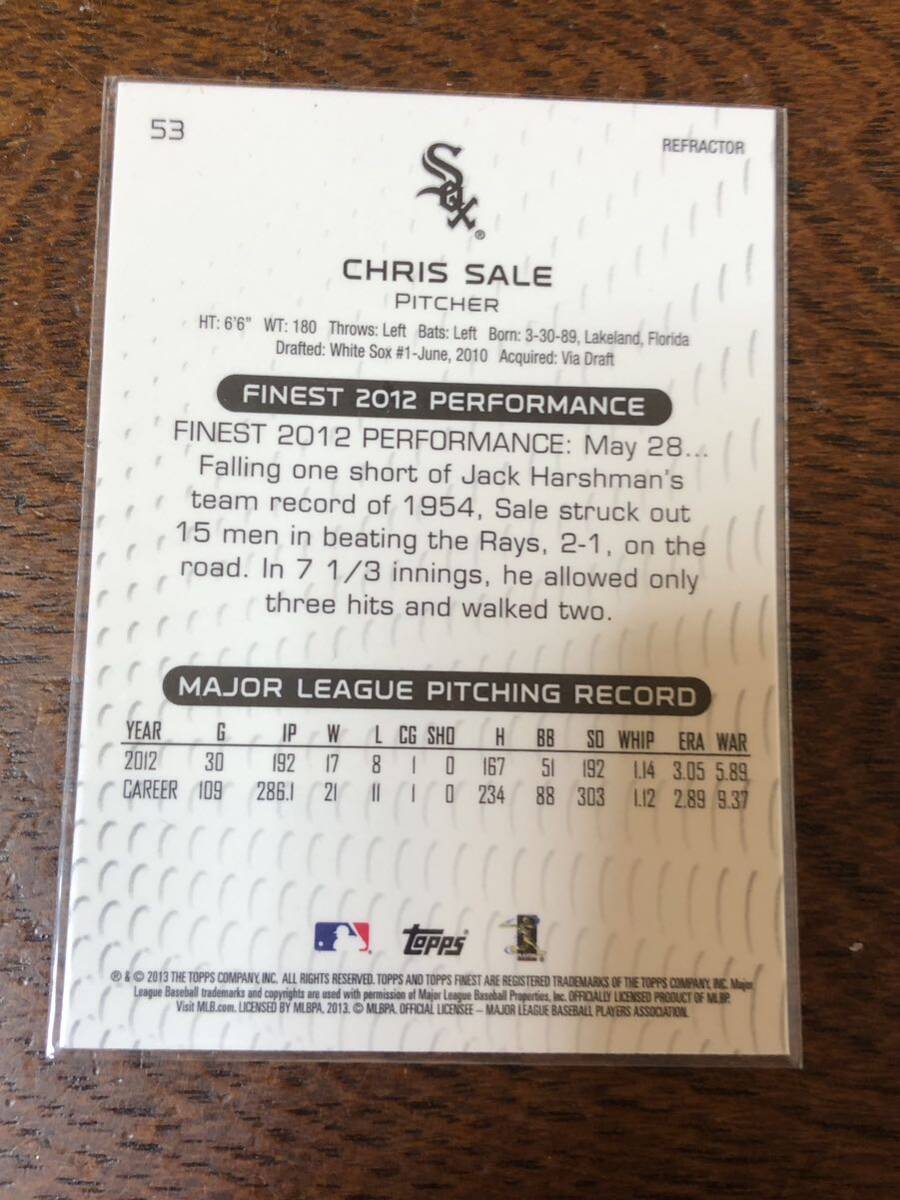 53
REFRACTOR
Sox®
CHRIS SALE
PITCHER
HT: 6'6" WT: 180 Throws: Left Bats: Left Born: 3-30-89, Lakeland, Florida
Drafted: White Sox #1-June, 2010 Acquired: Via Draft
FINEST 2012 PERFORMANCE
FINEST 2012 PERFORMANCE: May 28...
Falling one short of Jack Harshman's
team record of 1954, Sale struck out
15 men in beating the Rays, 2-1, on the
road. In 7 1/3 innings, he allowed only
three hits and walked two.
MAJOR LEAGUE PITCHING RECORD
YEAR G IP W L CG SHO H BB SO WHIP ERA WAR
2012 30 192 17 8 1 0 167 51 192 1.14 3.05 5.89
CAREER 109 286.1 21 11 1 0 234 88 303 1.12 2.89 9.37
Topps
® & © 2013 THE TOPPS COMPANY, INC. ALL RIGHTS RESERVED. TOPPS AND TOPPS FINEST ARE REGISTERED TRADEMARKS OF THE TOPPS COMPANY, INC. Major
League Baseball trademarks and copyrights are used with permission of Major League Baseball Properties, Inc. OFFICIALLY LICENSED PRODUCT OF MLBP.
Visit MLB.com. LICENSED BY MLBPA, 2013. © MLBPA. OFFICIAL LICENSEE – MAJOR LEAGUE BASEBALL PLAYERS ASSOCIATION.